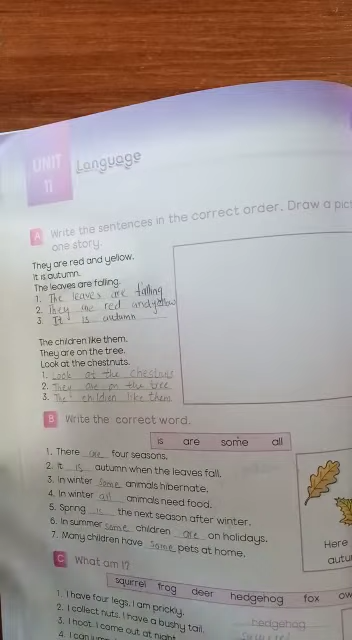 UNIT
11
Language
A Write the sentences in the correct order. Draw a pic
one story.
They are red and yellow.
It is autumn.
The leaves are falling.
1. The leaves are falling
2. They are red and yellow
3. It is autumn
The children like them.
They are on the tree.
Look at the chestnuts.
1. Look at the chestnuts
2. They are on the tree
3. The children like them
B Write the correct word.
is are some all
1. There are four seasons.
2. It is autumn when the leaves fall.
3. In winter some animals hibernate.
4. In winter all animals need food.
5. Spring is the next season after winter.
6. In summer some children are on holidays.
7. Many children have some pets at home.
Here
autu
C What am I?
squirrel frog deer hedgehog fox ow
1. I have four legs. I am prickly. hedgehog
2. I collect nuts. I have a bushy tail.
3. I hoot. I come out at night.
4. I can jump